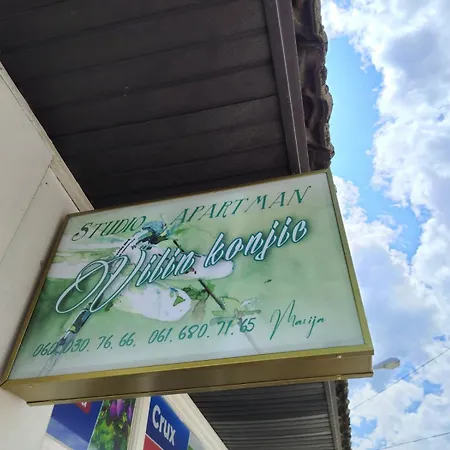 STUDIO APARTMAN
Vilin konjic
060.030.76.66. 061.680.71.65 Marija
Crux